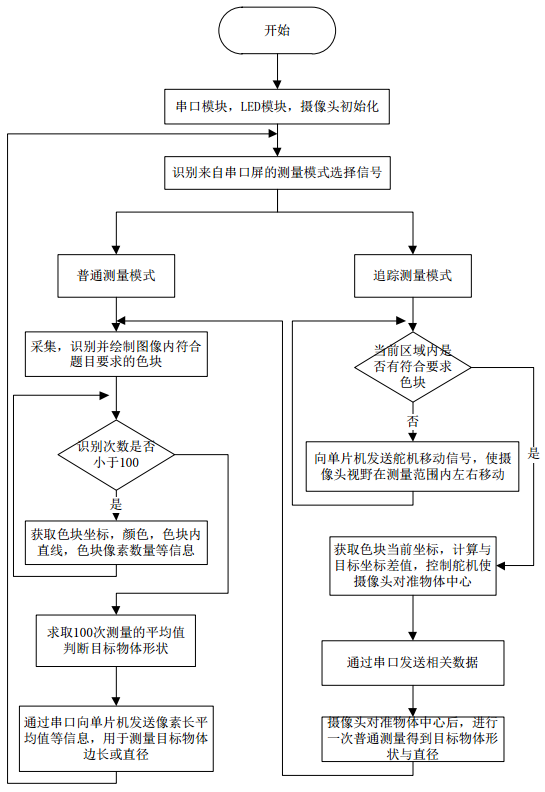 开始
串口模块，LED模块，摄像头初始化
识别来自串口屏的测量模式选择信号
普通测量模式
追踪测量模式
采集，识别并绘制图像内符合
题目要求的色块
当前区域内是
否有符合要求
色块
识别次数是否
小于100
否
向单片机发送舵机移动信号，使摄
像头视野在测量范围内左右移动
是
是
获取色块坐标，颜色，色块内
直线，色块像素数量等信息
获取色块当前坐标，计算与
目标坐标差值，控制舵机使
摄像头对准物体中心
求取100次测量的平均值
判断目标物体形状
通过串口发送相关数据
通过串口向单片机发送像素长平
均值等信息，用于测量目标物体
边长或直径
摄像头对准物体中心后，进行
一次普通测量得到目标物体形
状与直径